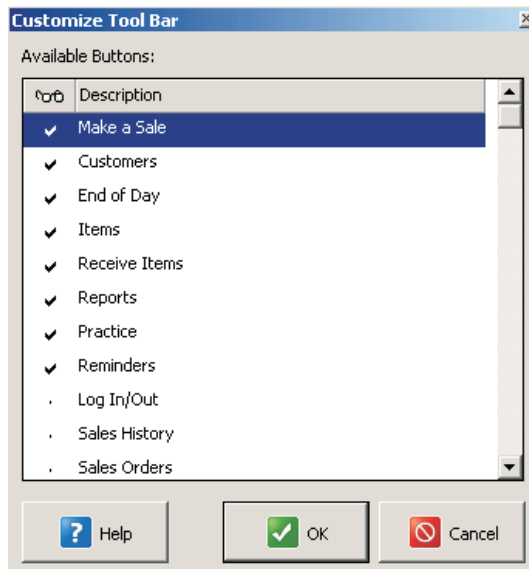 Customize Tool Bar
Available Buttons:
Description
Make a Sale
Customers
End of Day
Items
Receive Items
Reports
Practice
Reminders
Log In/Out
Sales History
Sales Orders
? Help
OK
Cancel